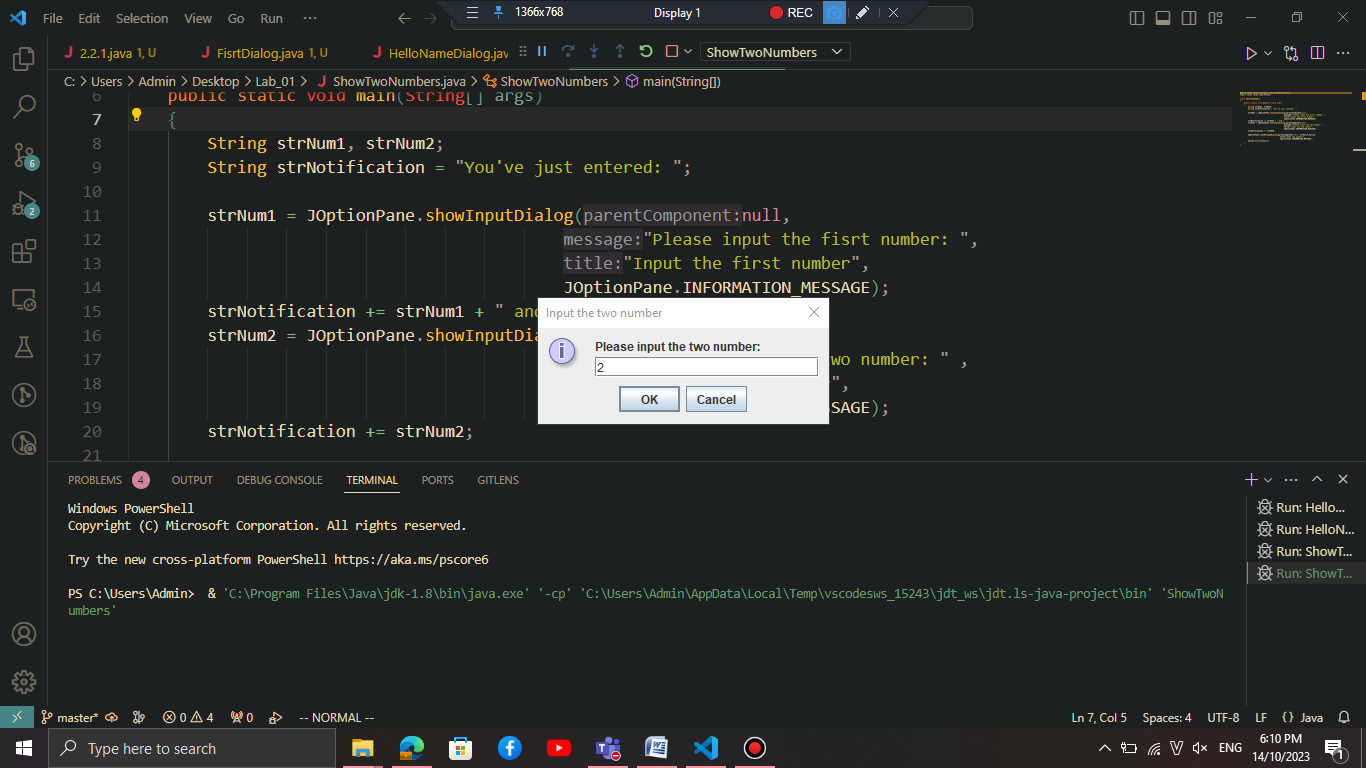 1366x768 Display 1 REC
File Edit Selection View Go Run ···
2.2.1.java 1, U FisrtDialog.java 1, U HelloNameDialog.jav ShowTwoNumbers
C: > Users > Admin > Desktop > Lab_01 > ShowTwoNumbers.java > ShowTwoNumbers > main(String[])
6 public static void main(String[] args)
7 {
8 String strNum1, strNum2;
9 String strNotification = "You've just entered: ";
10
11 strNum1 = JOptionPane.showInputDialog(parentComponent:null,
12 message:"Please input the fisrt number: ",
13 title:"Input the first number",
14 JOptionPane.INFORMATION_MESSAGE);
15 strNotification += strNum1 + " an
16 strNum2 = JOptionPane.showInputDia
17 wo number: " ,
18 ",
19 SAGE);
20 strNotification += strNum2;
21
Input the two number
Please input the two number:
2
OK Cancel
PROBLEMS 4 OUTPUT DEBUG CONSOLE TERMINAL PORTS GITLENS
Windows PowerShell
Copyright (C) Microsoft Corporation. All rights reserved.
Try the new cross-platform PowerShell https://aka.ms/pscore6
PS C:\Users\Admin> & 'C:\Program Files\Java\jdk-1.8\bin\java.exe' '-cp' 'C:\Users\Admin\AppData\Local\Temp\vscodesws_15243\jdt_ws\jdt.ls-java-project\bin' 'ShowTwoN
umbers'
Run: Hello...
Run: HelloN...
Run: ShowT...
Run: ShowT...
6
2
master* 0 4 0 -- NORMAL -- Ln 7, Col 5 Spaces: 4 UTF-8 LF {} Java
Type here to search ENG 6:10 PM
14/10/2023 1